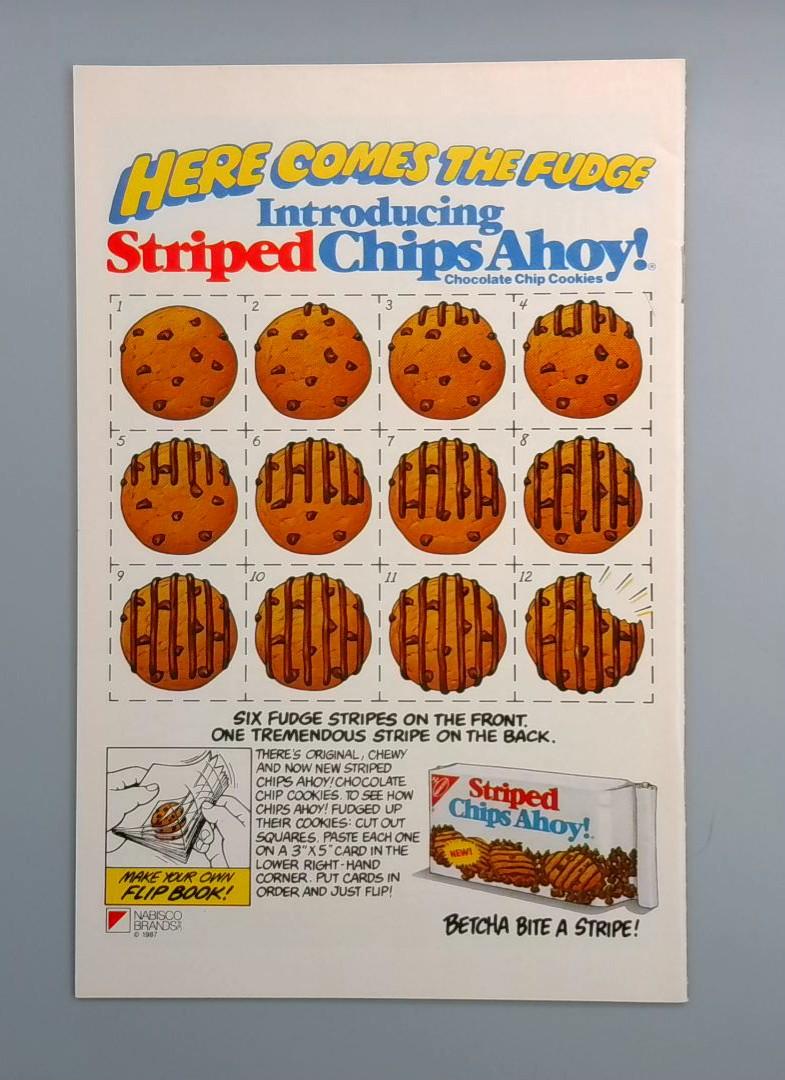 HERE COMES THE FUDGE
Introducing
Striped Chips Ahoy!®
Chocolate Chip Cookies
1 2 3 4
5 6 7 8
9 10 11 12
SIX FUDGE STRIPES ON THE FRONT.
ONE TREMENDOUS STRIPE ON THE BACK.
THERE'S ORIGINAL, CHEWY
AND NOW NEW STRIPED
CHIPS AHOY! CHOCOLATE
CHIP COOKIES. TO SEE HOW
CHIPS AHOY! FUDGED UP
THEIR COOKIES: CUT OUT
SQUARES. PASTE EACH ONE
ON A 3"X 5" CARD IN THE
LOWER RIGHT-HAND
CORNER. PUT CARDS IN
ORDER AND JUST FLIP!
MAKE YOUR OWN
FLIP BOOK!
NABISCO
BRANDS
© 1987
Striped
Chips Ahoy!
NEW!
BETCHA BITE A STRIPE!